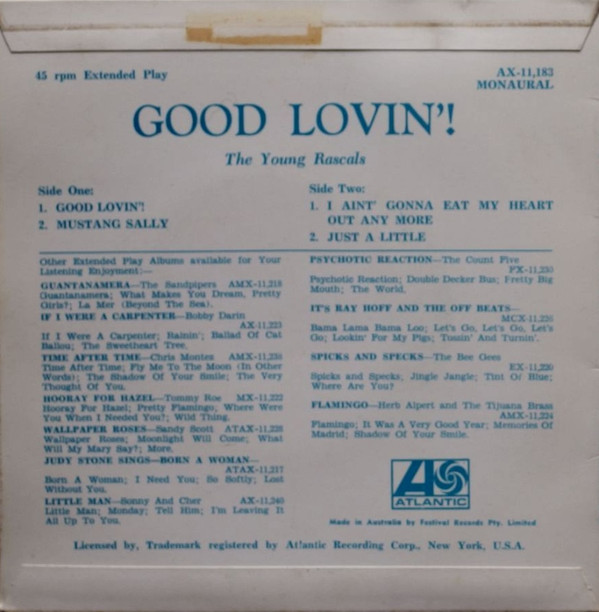 45 rpm Extended Play
AX-11,183
MONAURAL
GOOD LOVIN'!
The Young Rascals
Side One:
1. GOOD LOVIN'!
2. MUSTANG SALLY
Side Two:
1. I AINT' GONNA EAT MY HEART
OUT ANY MORE
2. JUST A LITTLE
Other Extended Play Albums available for Your
Listening Enjoyment:—
GUANTANAMERA—The Sandpipers AMX-11,218
Guantanamera; What Makes You Dream, Pretty
Girls?; La Mer (Beyond The Sea).
IF I WERE A CARPENTER—Bobby Darin
AX-11,223
If I Were A Carpenter; Rainin'; Ballad Of Cat
Ballou; The Sweetheart Tree.
TIME AFTER TIME—Chris Montes AMX-11,238
Time After Time; Fly Me To The Moon (In Other
Words); The Shadow Of Your Smile; The Very
Thought Of You.
HOORAY FOR HAZEL—Tommy Roe MX-11,222
Hooray For Hazel; Pretty Flamingo; Where Were
You When I Needed You?; Wild Thing.
WALLPAPER ROSES—Sandy Scott ATAX-11,228
Wallpaper Roses; Moonlight Will Come; What
Will My Mary Say?; More.
JUDY STONE SINGS—BORN A WOMAN—
ATAX-11,217
Born A Woman; I Need You; So Softly; Lost
Without You.
LITTLE MAN—Sonny And Cher AX-11,240
Little Man; Monday; Tell Him; I'm Leaving It
All Up To You.
PSYCHOTIC REACTION—The Count Five
Psychotic Reaction; Double Decker Bus; Pretty Big
Mouth; The World.
IT'S RAY HOFF AND THE OFF BEATS—
Bama Lama Bama Loo; Let's Go, Let's Go, Let's
Go; Lookin' For My Pigs; Tossin' And Turnin'.
SPICKS AND SPECKS—The Bee Gees
EX-11,220
Spicks and Specks; Jingle Jangle; Tint Of Blue;
Where Are You?
FLAMINGO—Herb Alpert and The Tijuana Brass
AMX-11,224
Flamingo; It Was A Very Good Year; Memories Of
Madrid; Shadow Of Your Smile.
ATLANTIC
Made in Australia by Festival Records Pty. Limited
Licensed by, Trademark registered by Atlantic Recording Corp., New York, U.S.A.